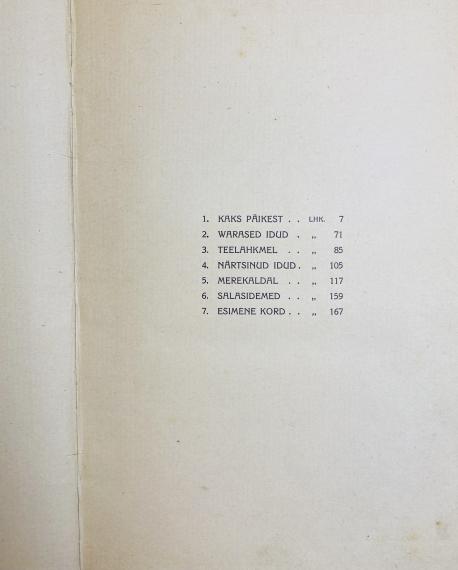 1. KAKS PÄIKEST . . LHK. 7
2. WARASED IDUD . „ 71
3. TEELAHKMEL . . „ 85
4. NÄRTSINUD IDUD . „ 105
5. MEREKALDAL . . „ 117
6. SALASIDEMED . . „ 159
7. ESIMENE KORD . . „ 167